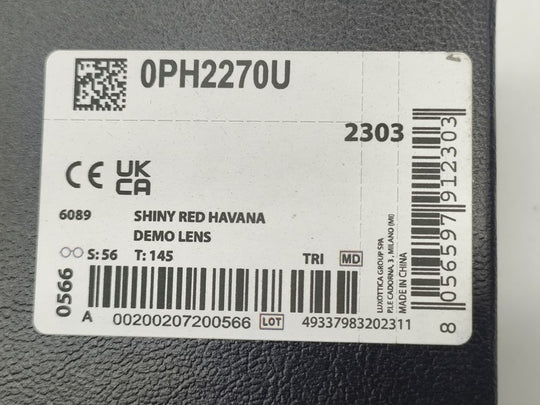 0PH2270U
2303
CE UK CA
6089 SHINY RED HAVANA
DEMO LENS
S: 56 T: 145 TRI MD
0566
A 00200207200566 LOT 49337983202311
LUXOTTICA GROUP SPA
P.LE CADORNA, 3, MILANO (MI)
MADE IN CHINA
8 056597 912303